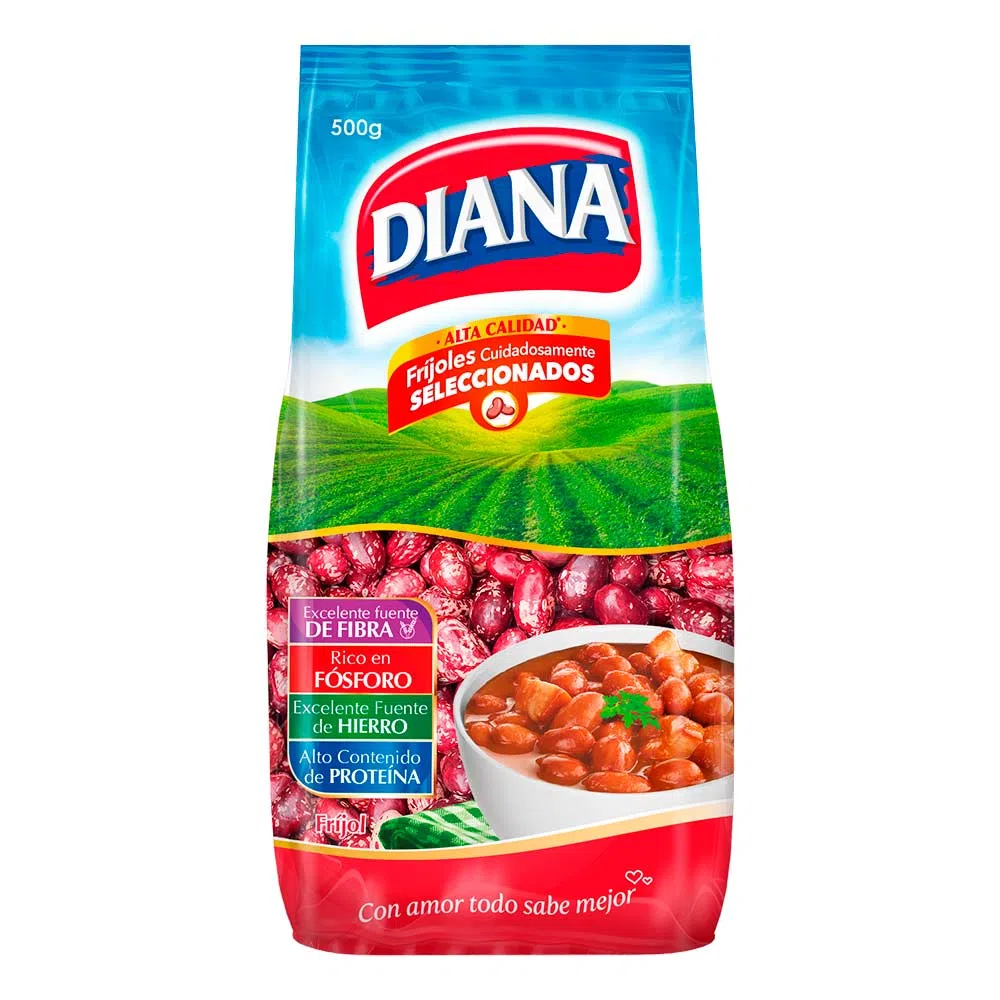 500g
DIANA
· ALTA CALIDAD* ·
Fríjoles Cuidadosamente
SELECCIONADOS
Excelente fuente
DE FIBRA
Rico en
FÓSFORO
Excelente Fuente
de HIERRO
Alto Contenido
de PROTEÍNA
Fríjol
Con amor todo sabe mejor